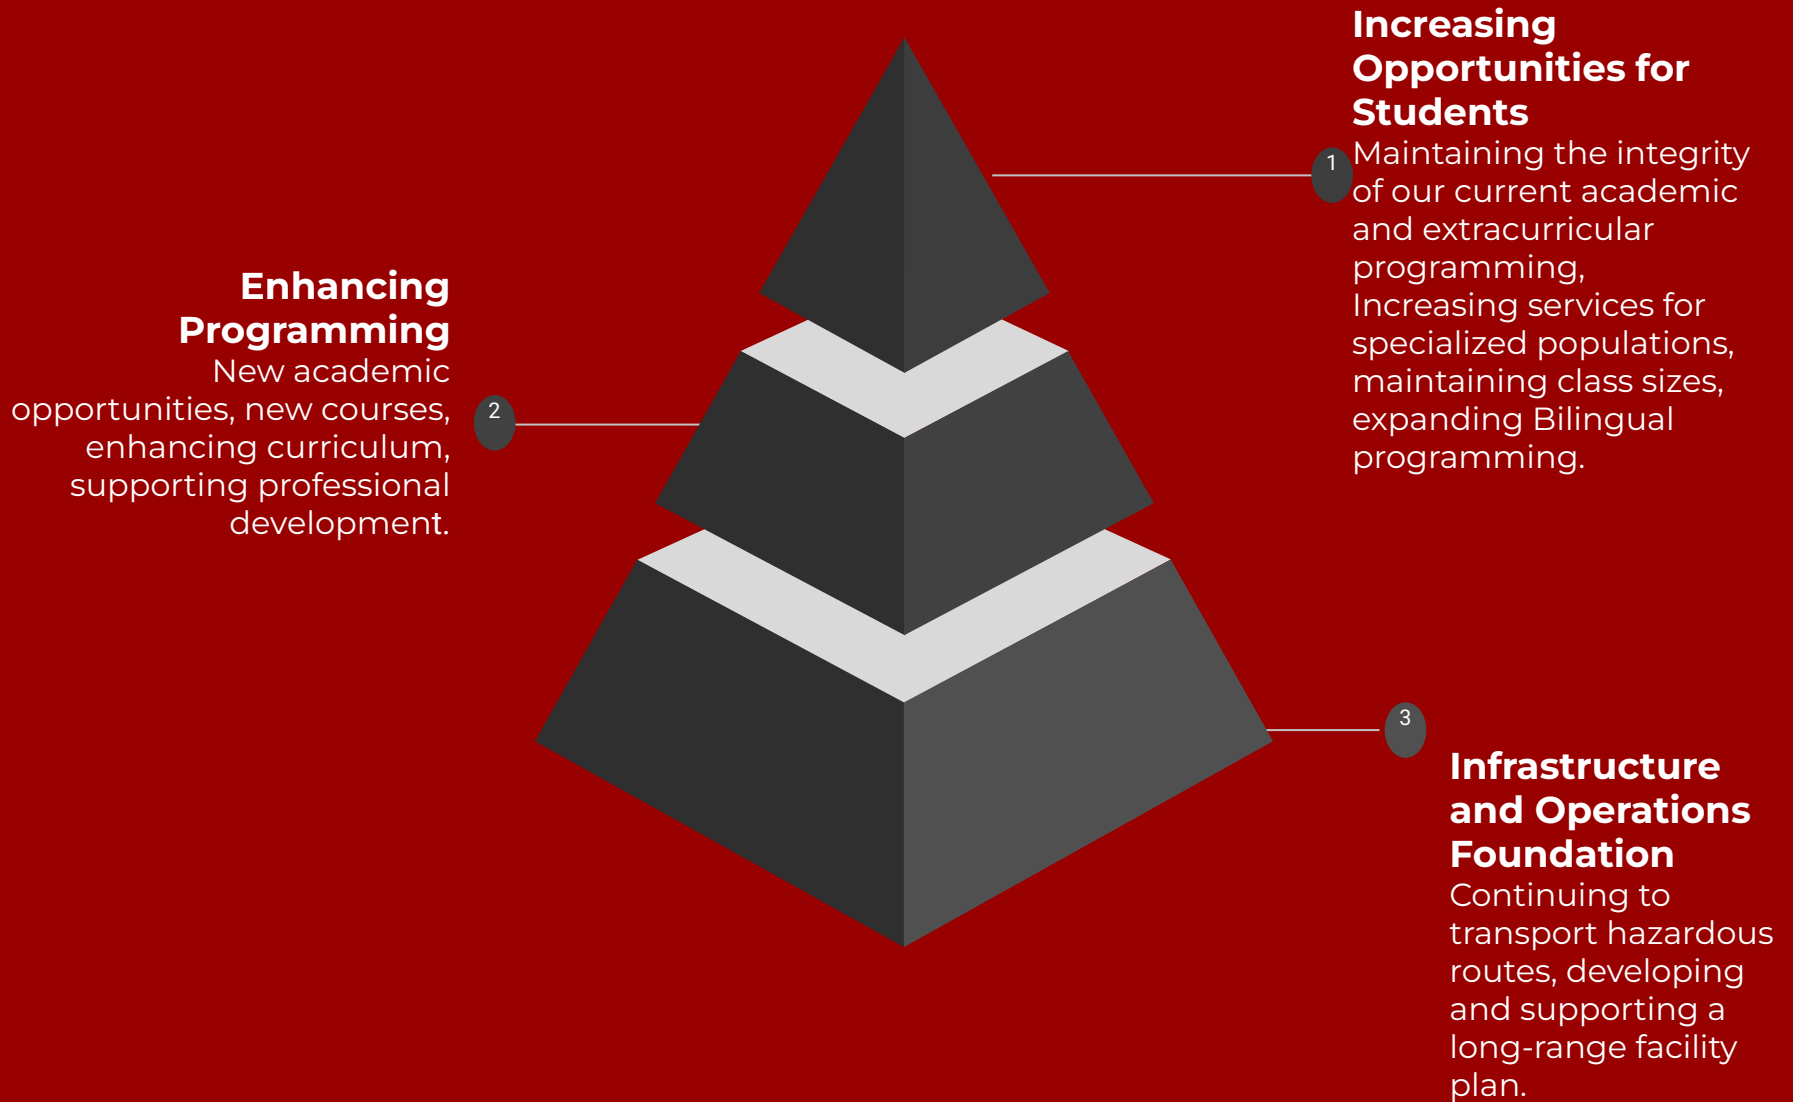 Increasing
Opportunities for
Students
1
Maintaining the integrity
of our current academic
and extracurricular
programming,
Increasing services for
specialized populations,
maintaining class sizes,
expanding Bilingual
programming.
Enhancing
Programming
New academic
opportunities, new courses,
enhancing curriculum,
supporting professional
development.
2
3
Infrastructure
and Operations
Foundation
Continuing to
transport hazardous
routes, developing
and supporting a
long-range facility
plan.